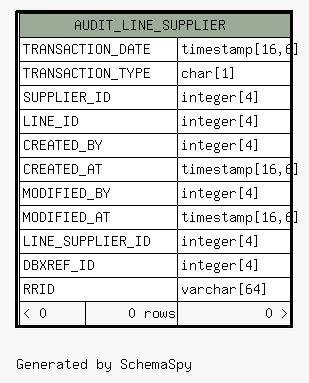 AUDIT_LINE_SUPPLIER
TRANSACTION_DATE timestamp[16,6]
TRANSACTION_TYPE char[1]
SUPPLIER_ID integer[4]
LINE_ID integer[4]
CREATED_BY integer[4]
CREATED_AT timestamp[16,6]
MODIFIED_BY integer[4]
MODIFIED_AT timestamp[16,6]
LINE_SUPPLIER_ID integer[4]
DBXREF_ID integer[4]
RRID varchar[64]
< 0 0 rows 0 >
Generated by SchemaSpy